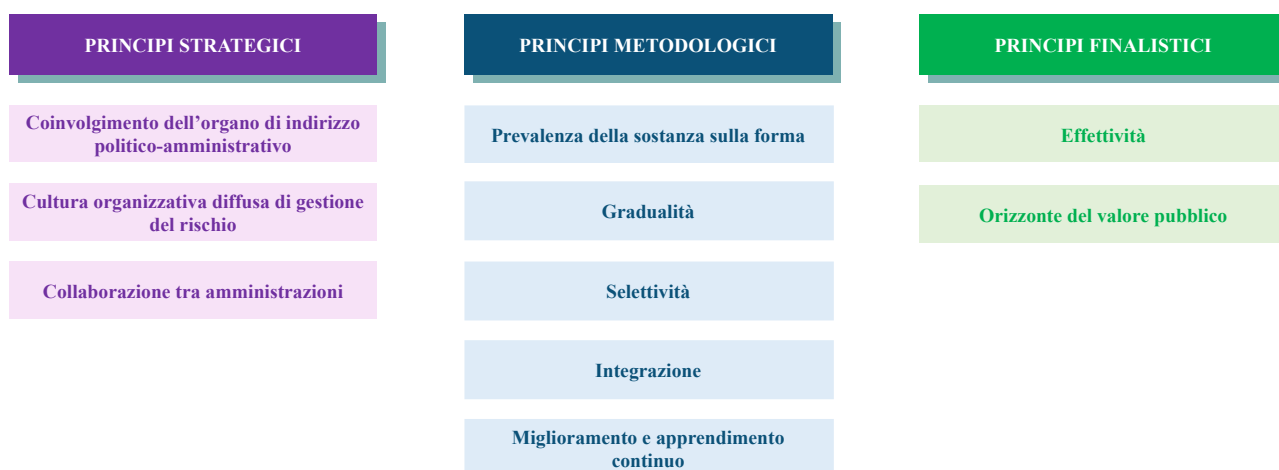 PRINCIPI STRATEGICI
Coinvolgimento dell’organo di indirizzo
politico-amministrativo
Cultura organizzativa diffusa di gestione
del rischio
Collaborazione tra amministrazioni
PRINCIPI METODOLOGICI
Prevalenza della sostanza sulla forma
Gradualità
Selettività
Integrazione
Miglioramento e apprendimento
continuo
PRINCIPI FINALISTICI
Effettività
Orizzonte del valore pubblico